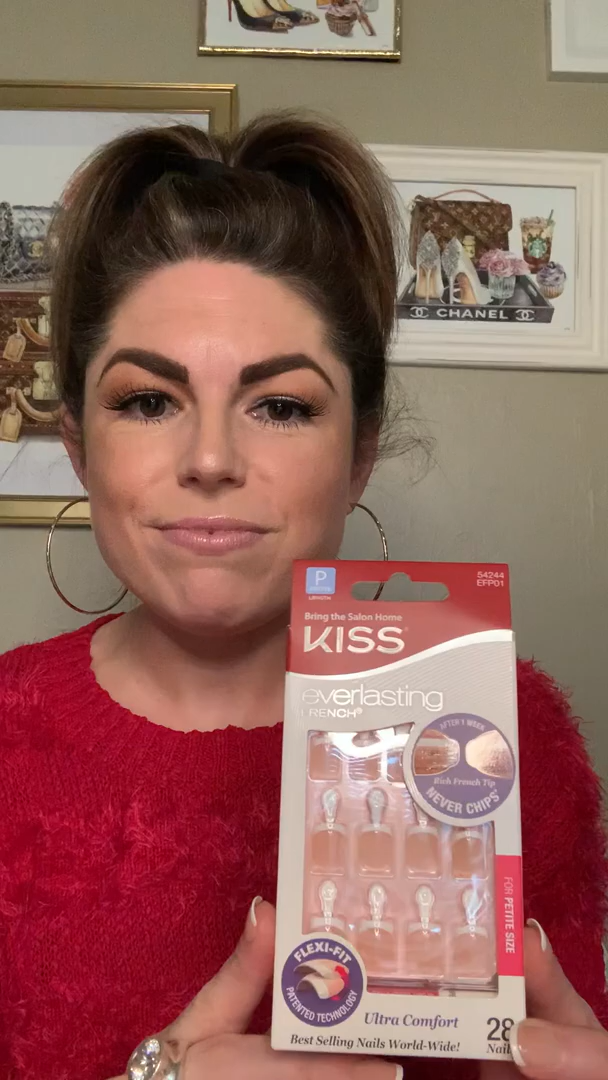 CHANEL
P
LENGTH
54244
EFP01
Bring the Salon Home
KISS®
everlasting
FRENCH®
AFTER 1 WEEK
Rich French Tip
NEVER CHIPS*
FOR PETITE SIZE
FLEXI-FIT
PATENTED TECHNOLOGY
Ultra Comfort
Best Selling Nails World-Wide!
28